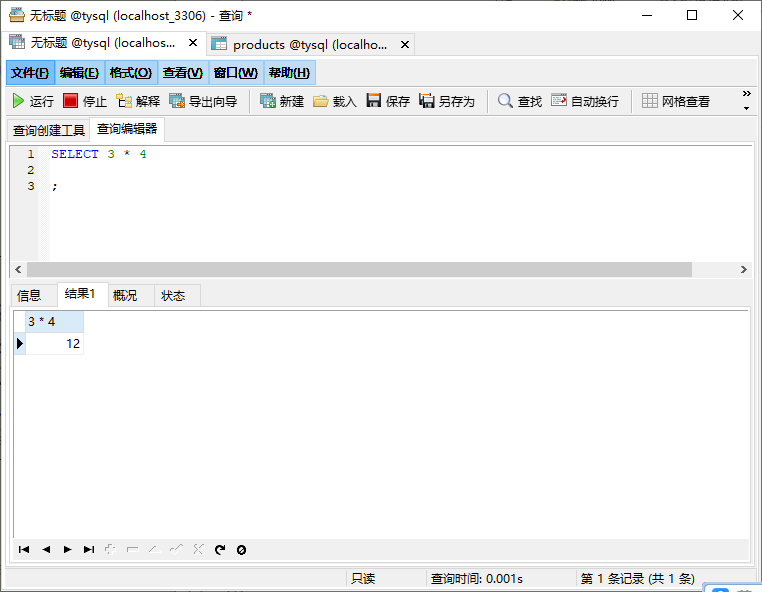 无标题 @tysql (localhost_3306) - 查询 *
无标题 @tysql (localhos... products @tysql (localho...
文件(F) 编辑(E) 格式(O) 查看(V) 窗口(W) 帮助(H)
运行 停止 解释 导出向导 新建 载入 保存 另存为 查找 自动换行 网格查看
查询创建工具 查询编辑器
1 SELECT 3 * 4
2
3 ;
信息 结果1 概况 状态
3 * 4
12
只读 查询时间: 0.001s 第 1 条记录 (共 1 条)